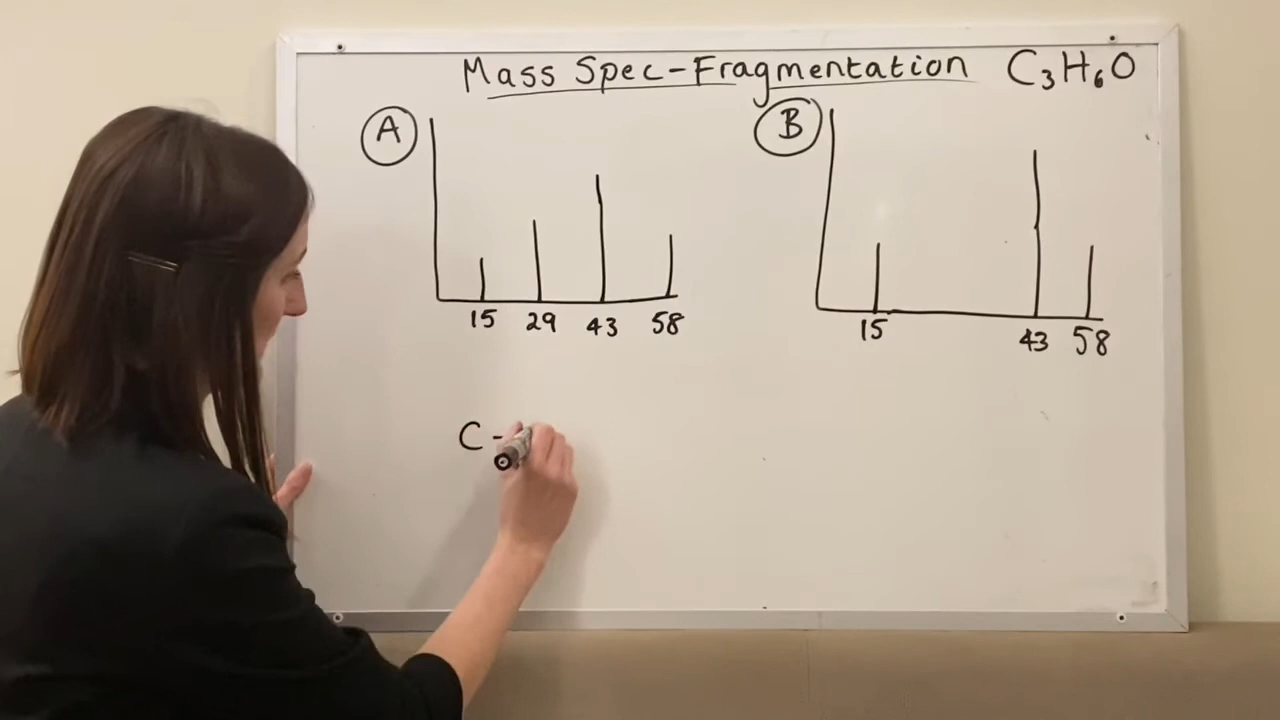 Mass Spec-Fragmentation C₃H₆O
A
B
15 29 43 58
15 43 58
C-